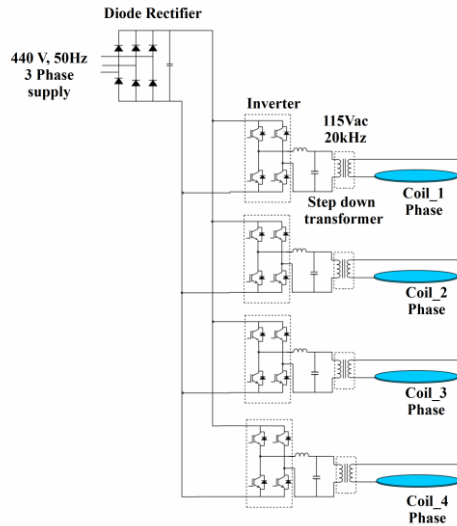 Diode Rectifier
440 V, 50Hz
3 Phase
supply
Inverter
115Vac
20kHz
Coil_1
Phase
Step down
transformer
Coil_2
Phase
Coil_3
Phase
Coil_4
Phase